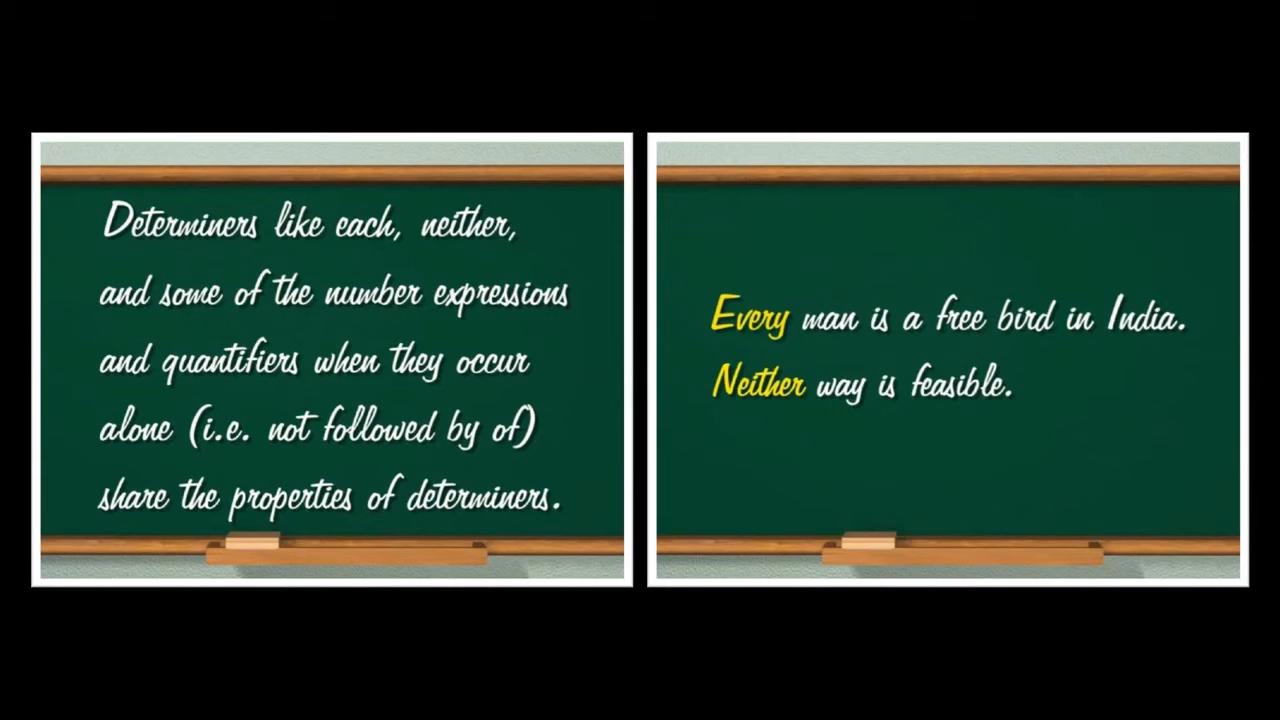 Determiners like each, neither,
and some of the number expressions
and quantifiers when they occur
alone (i.e. not followed by of)
share the properties of determiners.
Every man is a free bird in India.
Neither way is feasible.